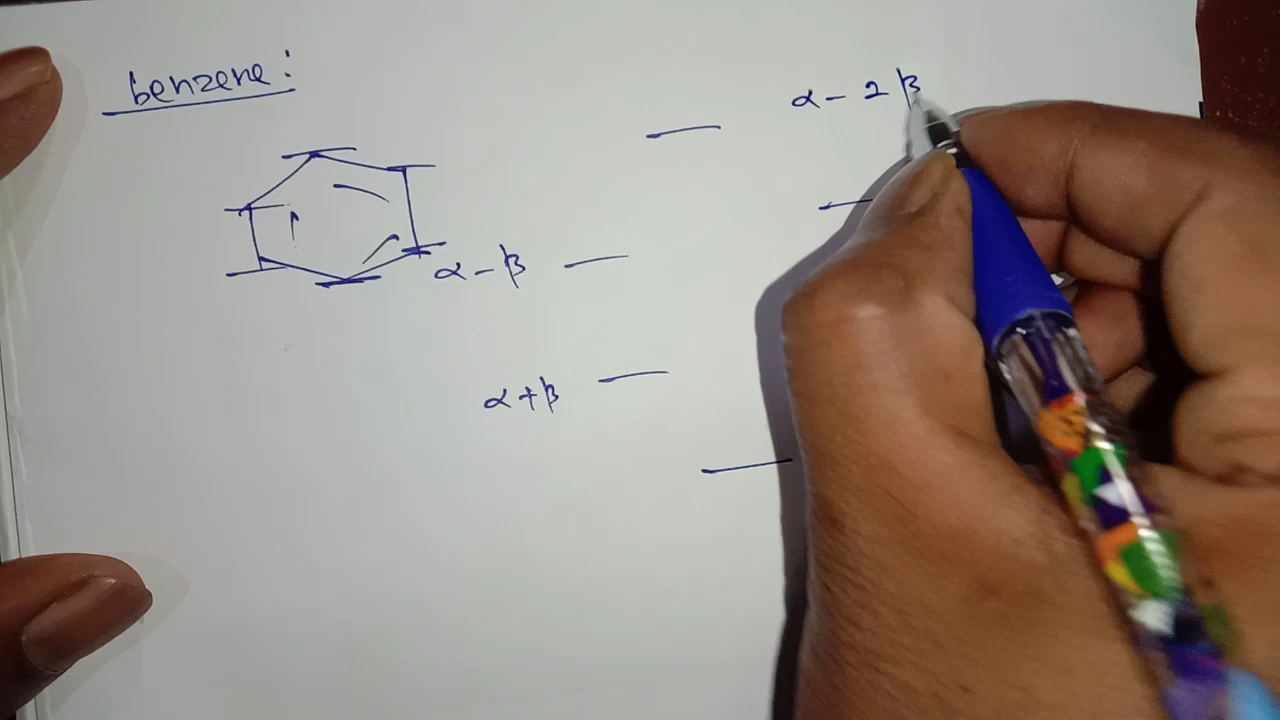 benzene:
α - 2β
α - β
α + β